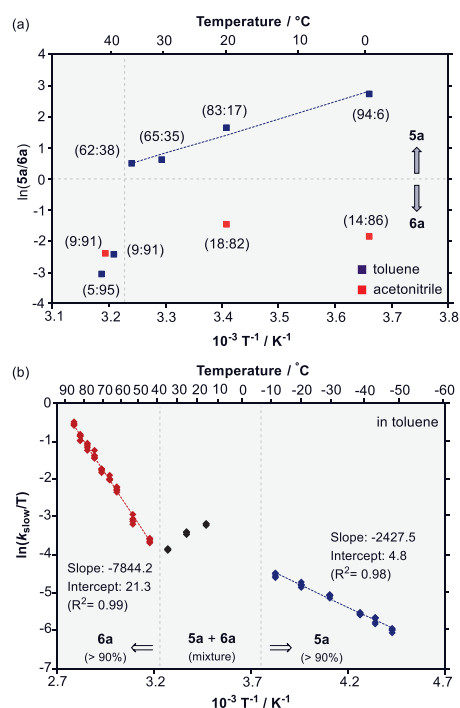 (a)
Temperature / °C
40 30 20 10 0
4
3
2
1
0
-1
-2
-3
-4
ln(5a/6a)
(62:38)
(65:35)
(83:17)
(94:6)
5a
6a
(9:91)
(9:91)
(5:95)
(18:82)
(14:86)
toluene
acetonitrile
3.1 3.2 3.3 3.4 3.5 3.6 3.7 3.8
10⁻³ T⁻¹ / K⁻¹
(b)
Temperature / °C
90 80 70 60 50 40 30 20 10 0 -10 -20 -30 -40 -50 -60
0
-1
-2
-3
-4
-5
-6
-7
ln(kslow/T)
in toluene
Slope: -7844.2
Intercept: 21.3
(R²= 0.99)
Slope: -2427.5
Intercept: 4.8
(R²= 0.98)
6a
(> 90%)
5a + 6a
(mixture)
5a
(> 90%)
2.7 3.2 3.7 4.2 4.7
10⁻³ T⁻¹ / K⁻¹